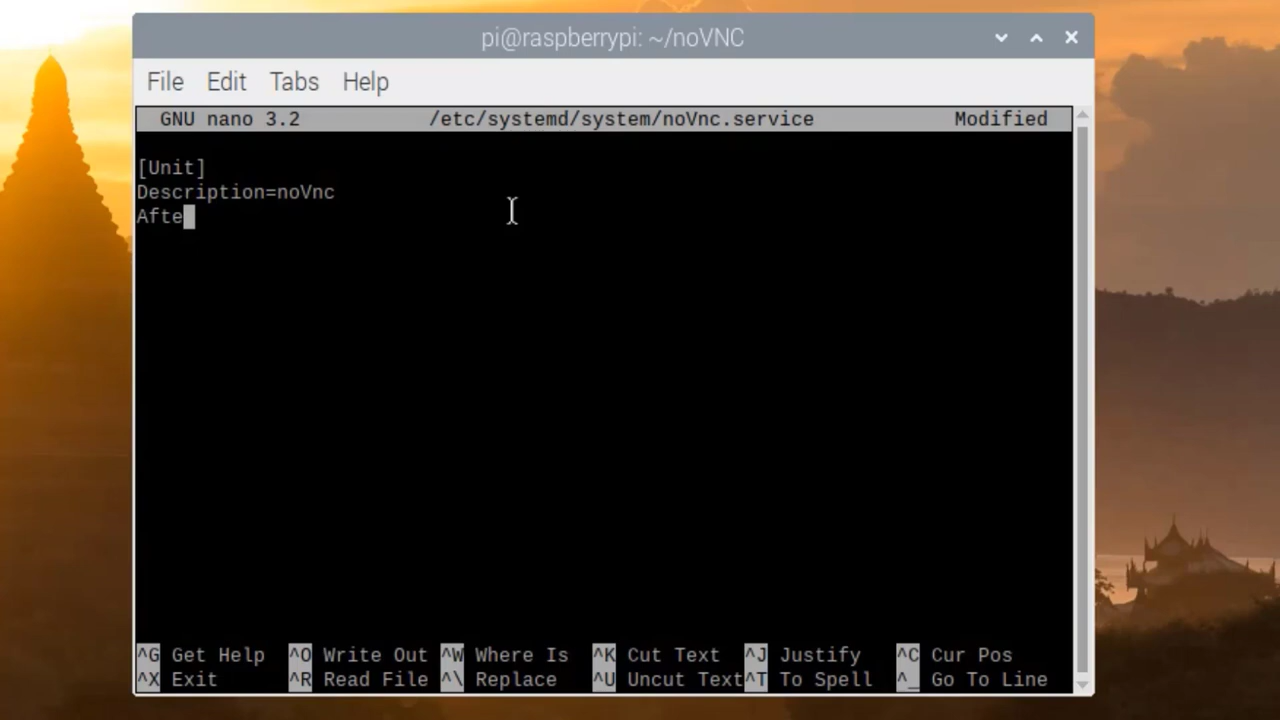 pi@raspberrypi: ~/noVNC
File Edit Tabs Help
GNU nano 3.2 /etc/systemd/system/noVnc.service Modified
[Unit]
Description=noVnc
Afte
^G Get Help ^O Write Out ^W Where Is ^K Cut Text ^J Justify ^C Cur Pos
^X Exit ^R Read File ^\ Replace ^U Uncut Text ^T To Spell ^_ Go To Line